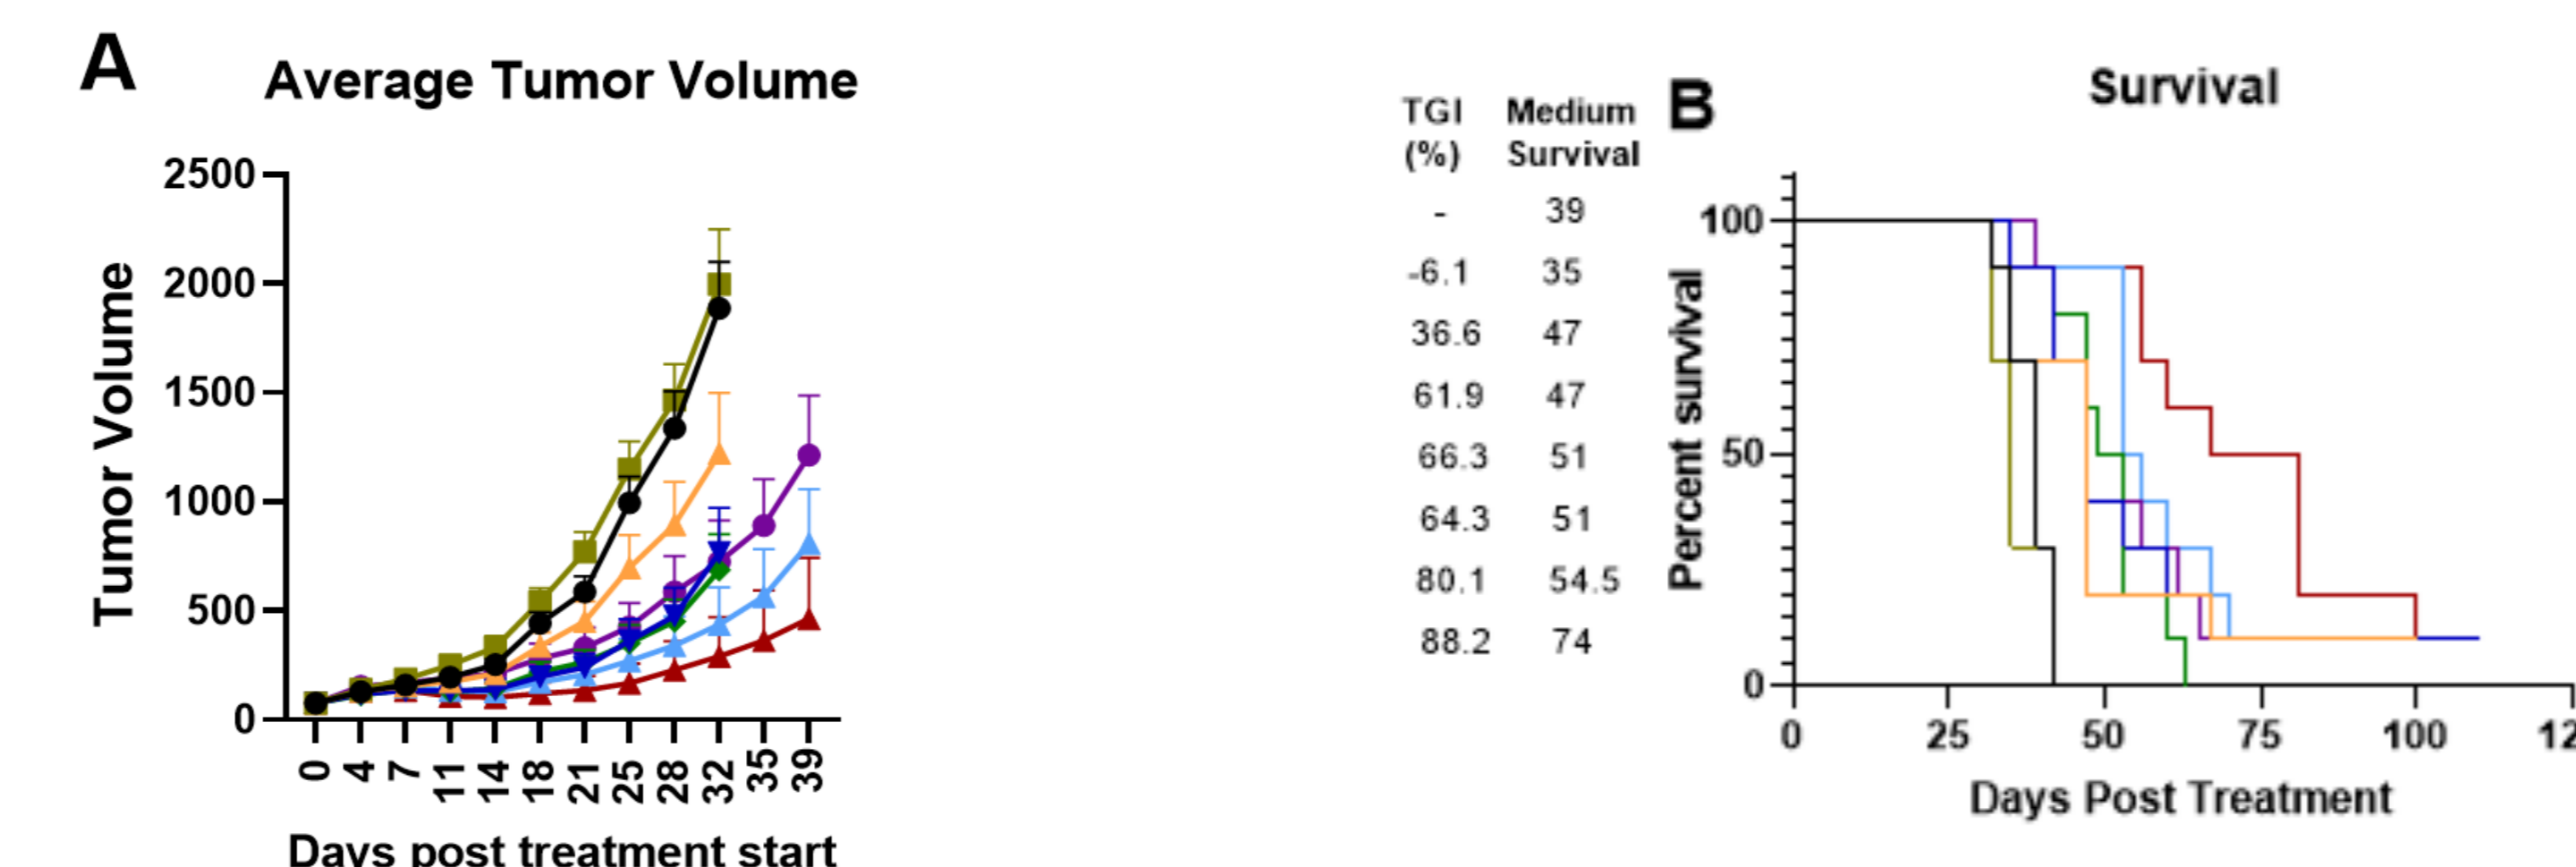 A
Average Tumor Volume
Tumor Volume
2500
2000
1500
1000
500
0
0 4 7 11 14 18 21 25 28 32 35 39
Days post treatment start
TGI Medium
(%) Survival
- 39
-6.1 35
36.6 47
61.9 47
66.3 51
64.3 51
80.1 54.5
88.2 74
B
Survival
Percent survival
100
50
0
0 25 50 75 100 12
Days Post Treatment